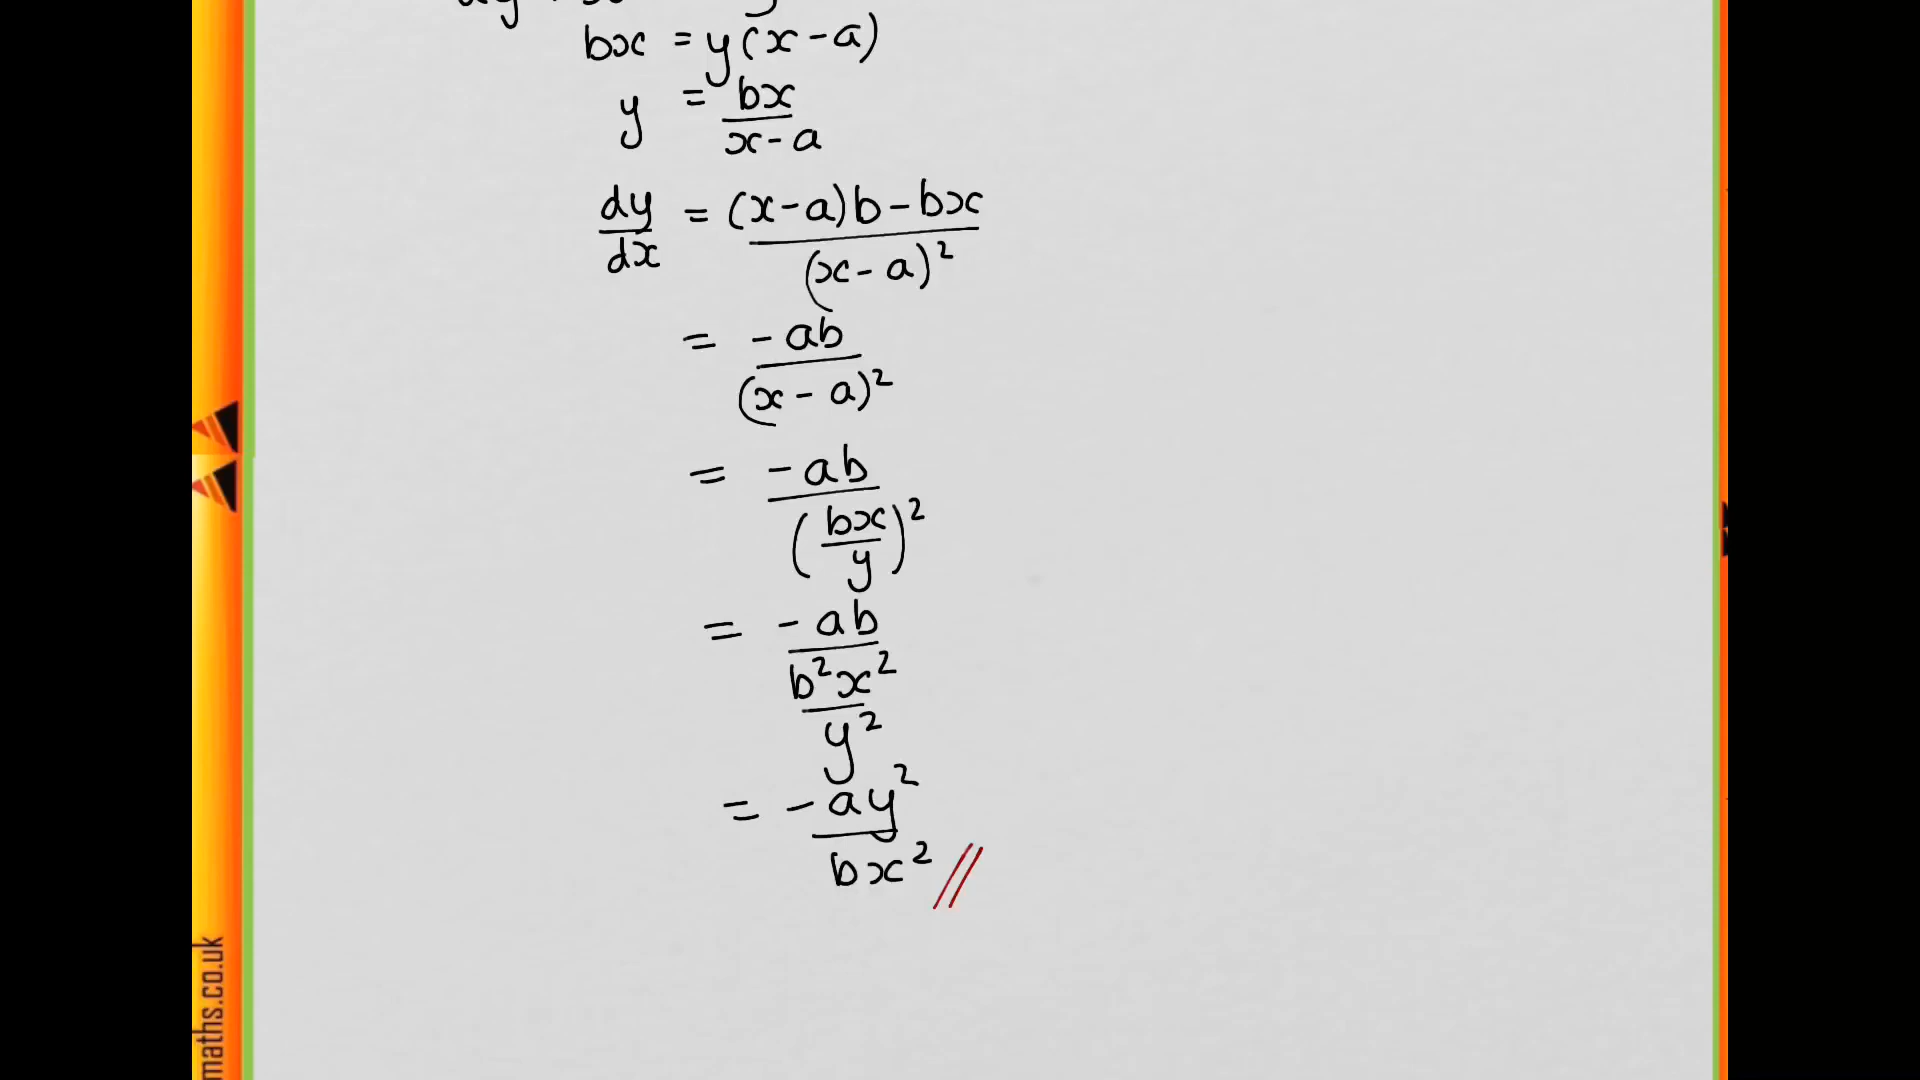 bx = y(x-a)
y = bx/(x-a)
dy/dx = ((x-a)b-bx)/(x-a)²
= -ab/(x-a)²
= -ab/(bx/y)²
= -ab/(b²x²/y²)
= -ay²/bx²
maths.co.uk